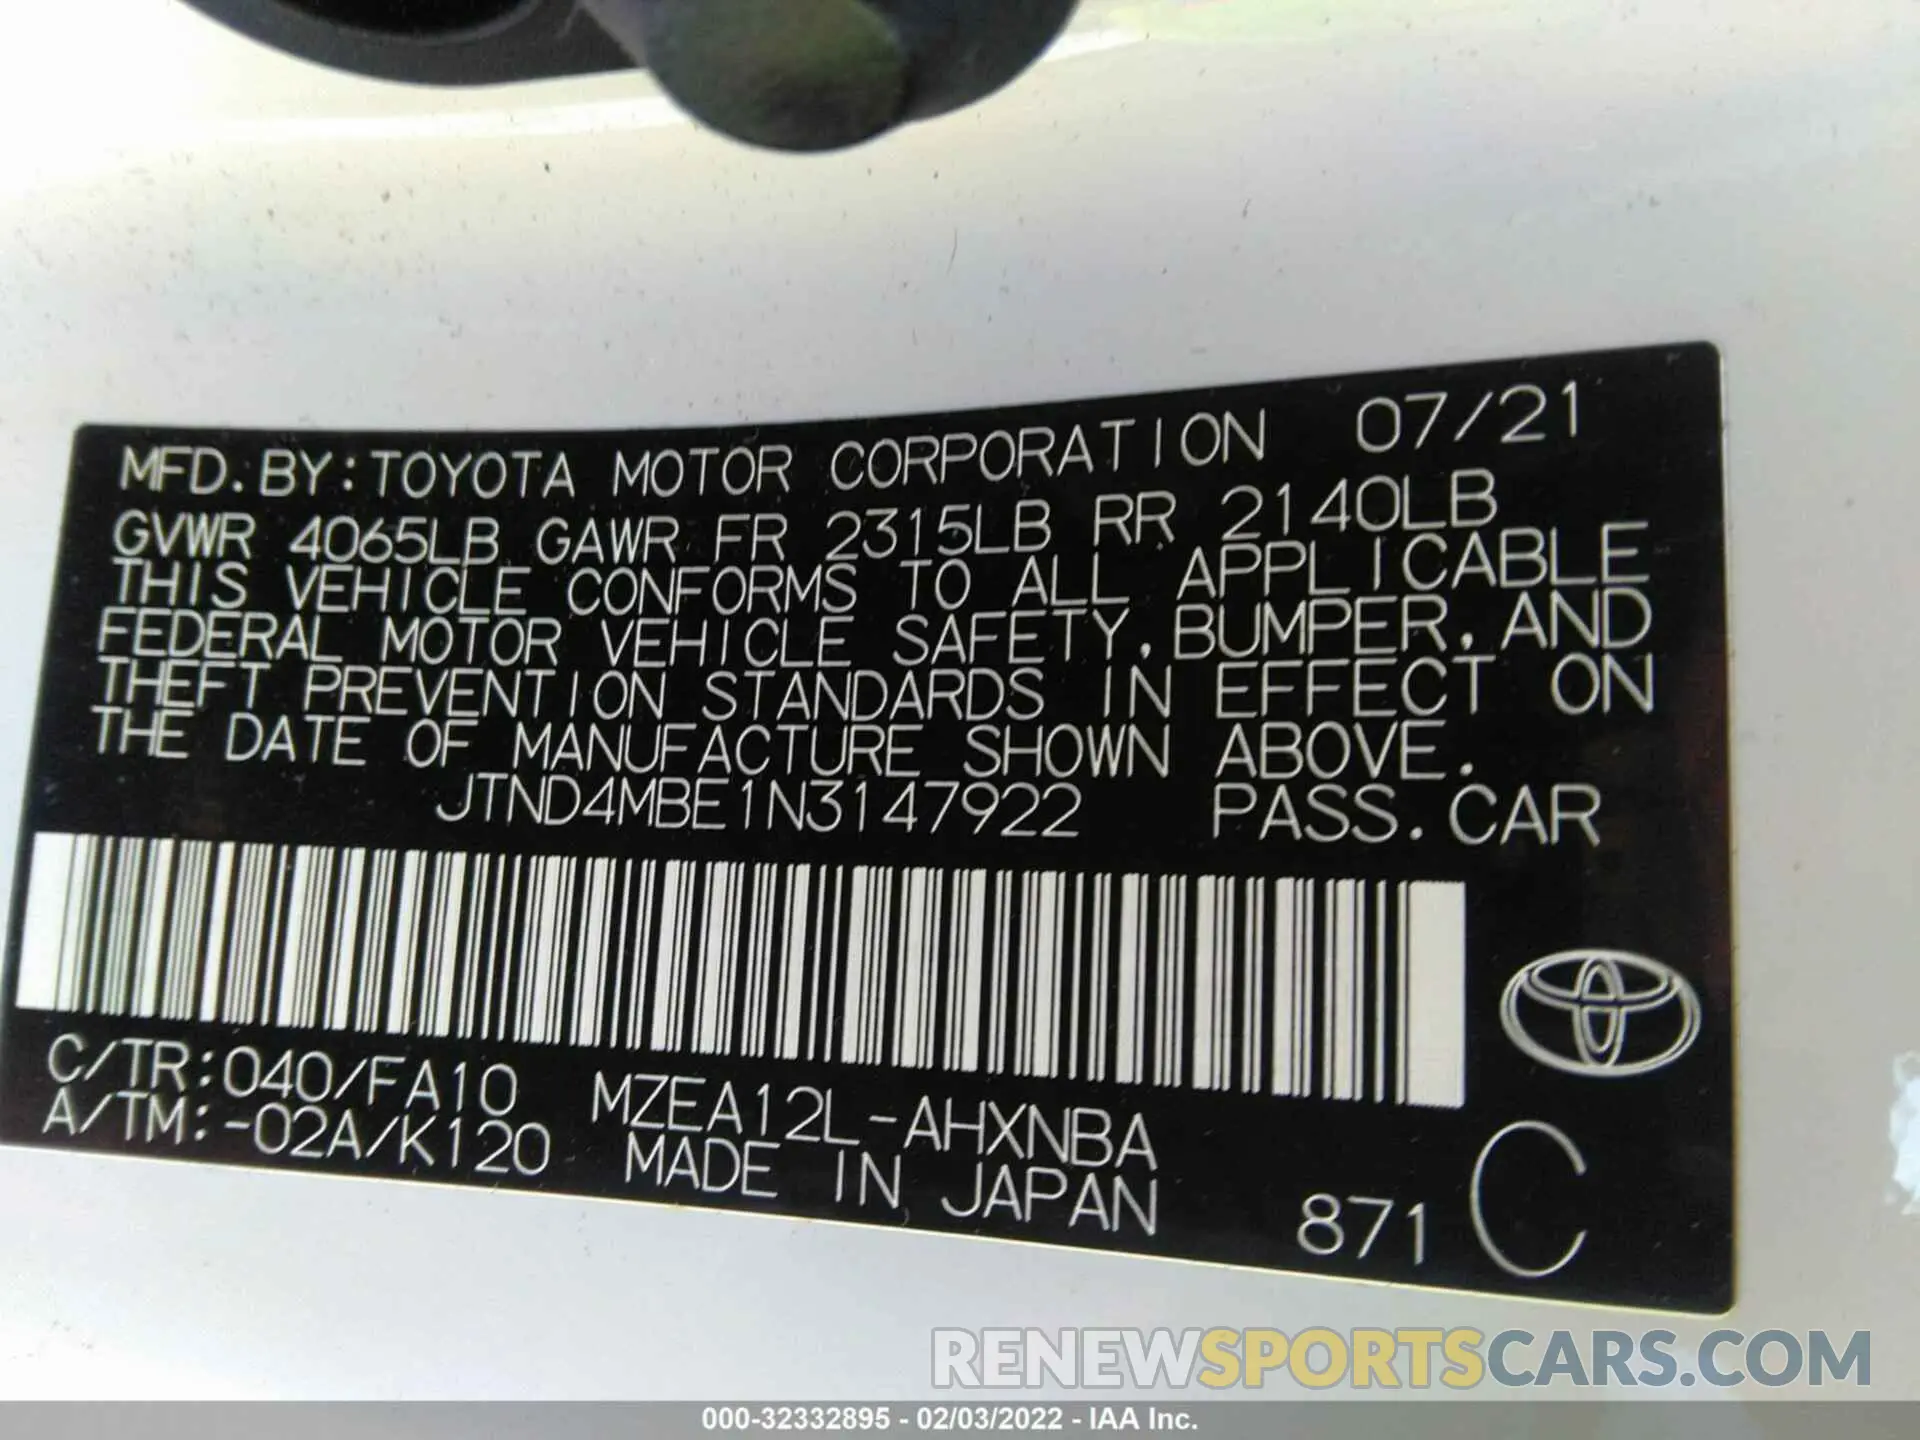 MFD. BY: TOYOTA MOTOR CORPORATION 07/21
GVWR 4065LB GAWR FR 2315LB RR 2140LB
THIS VEHICLE CONFORMS TO ALL APPLICABLE
FEDERAL MOTOR VEHICLE SAFETY, BUMPER, AND
THEFT PREVENTION STANDARDS IN EFFECT ON
THE DATE OF MANUFACTURE SHOWN ABOVE.
JTND4MBE1N3147922 PASS. CAR
C/TR: 040/FA10 MZEA12L-AHXNBA
A/TM: -02A/K120 MADE IN JAPAN
871 C
RENEWSPORTSCARS.COM
000-32332895 - 02/03/2022 - IAA Inc.